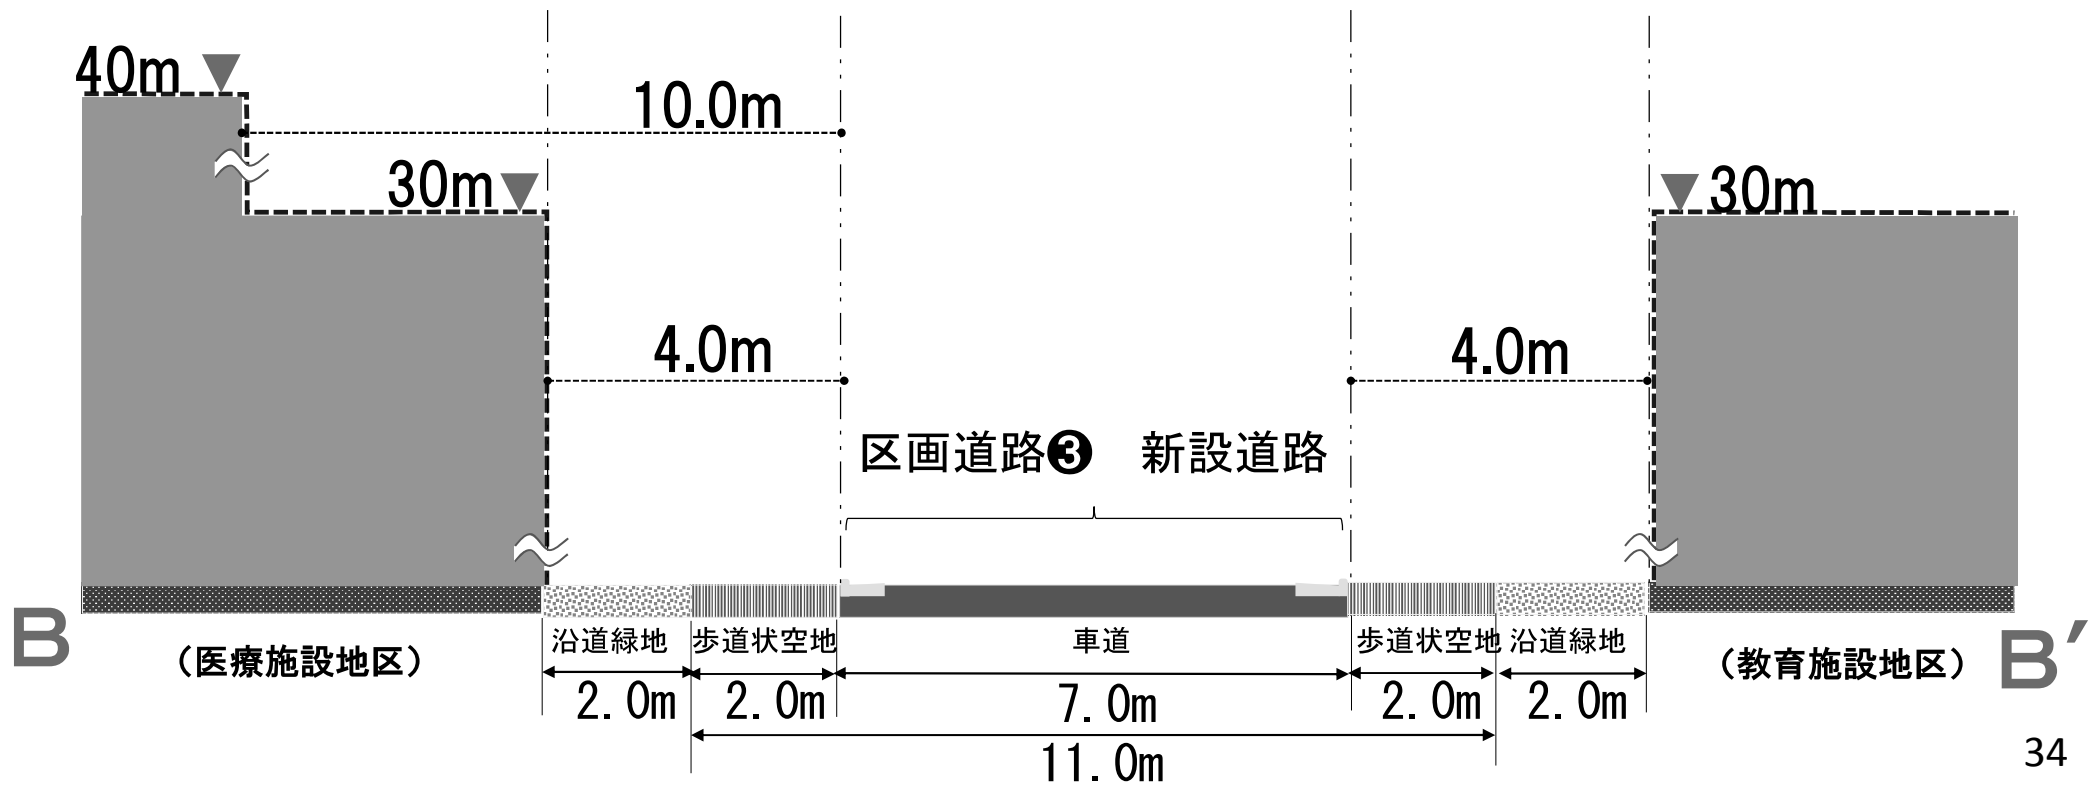 40m
10.0m
30m
30m
4.0m
4.0m
区画道路❸ 新設道路
B
(医療施設地区)
沿道緑地
歩道状空地
車道
歩道状空地
沿道緑地
(教育施設地区)
B′
2.0m
2.0m
7.0m
2.0m
2.0m
11.0m
34